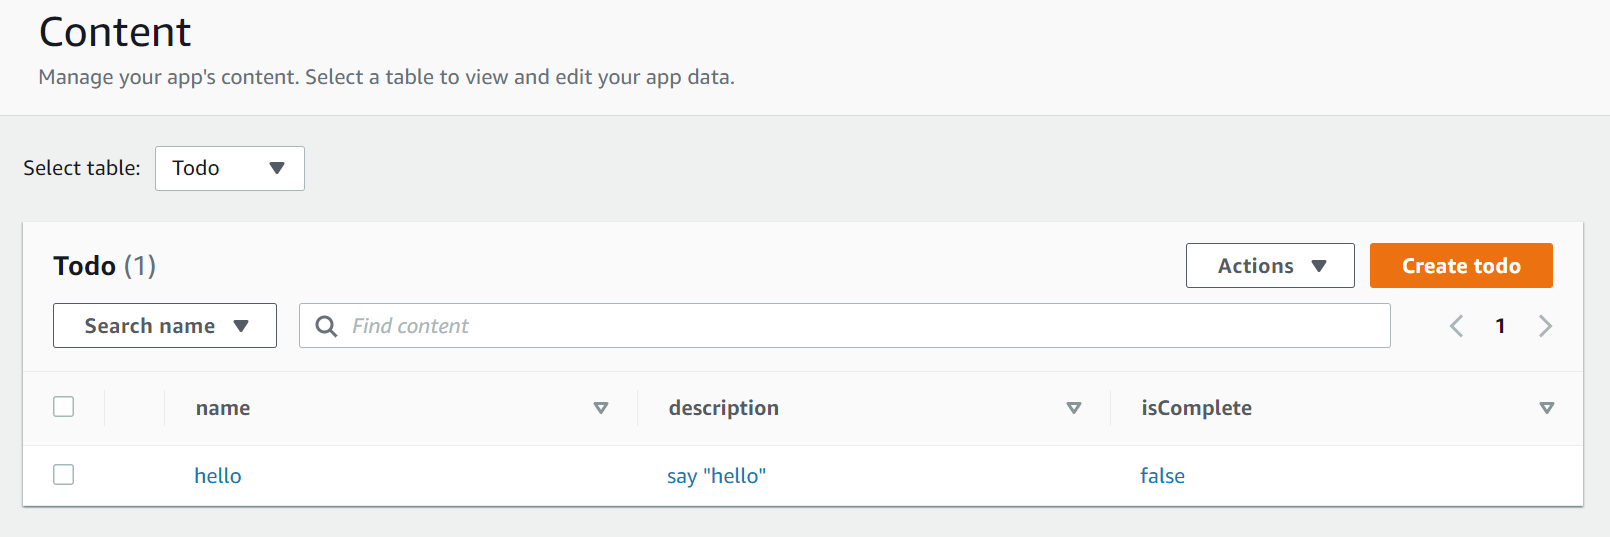 Content
Manage your app's content. Select a table to view and edit your app data.
Select table: Todo
Todo (1) Actions Create todo
Search name Find content 1
name description isComplete
hello say "hello" false